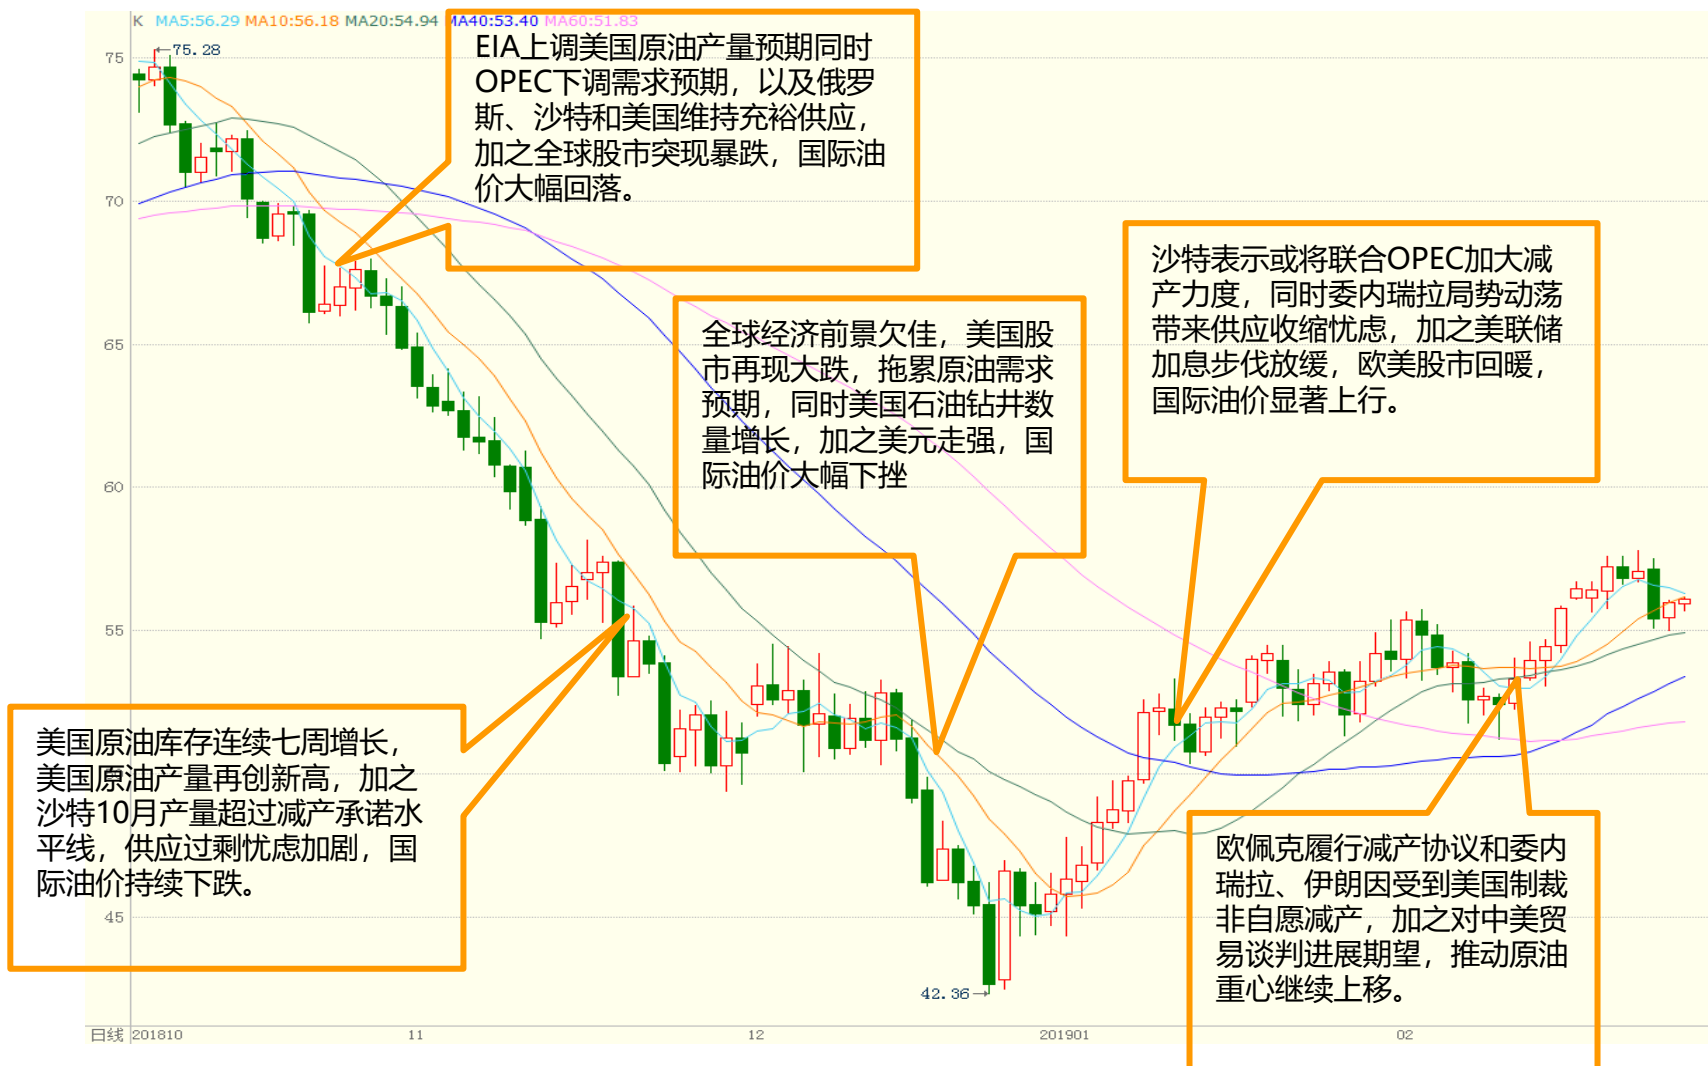 K MA5:56.29 MA10:56.18 MA20:54.94 MA40:53.40 MA60:51.83
75.28
EIA上调美国原油产量预期同时
OPEC下调需求预期，以及俄罗
斯、沙特和美国维持充裕供应，
加之全球股市突现暴跌，国际油
价大幅回落。
沙特表示或将联合OPEC加大减
产力度，同时委内瑞拉局势动荡
带来供应收缩忧虑，加之美联储
加息步伐放缓，欧美股市回暖，
国际油价显著上行。
全球经济前景欠佳，美国股
市再现大跌，拖累原油需求
预期，同时美国石油钻井数
量增长，加之美元走强，国
际油价大幅下挫
美国原油库存连续七周增长，
美国原油产量再创新高，加之
沙特10月产量超过减产承诺水
平线，供应过剩忧虑加剧，国
际油价持续下跌。
欧佩克履行减产协议和委内
瑞拉、伊朗因受到美国制裁
非自愿减产，加之对中美贸
易谈判进展期望，推动原油
重心继续上移。
42.36
75
70
65
60
55
50
45
日线 201810 11 12 201901 02